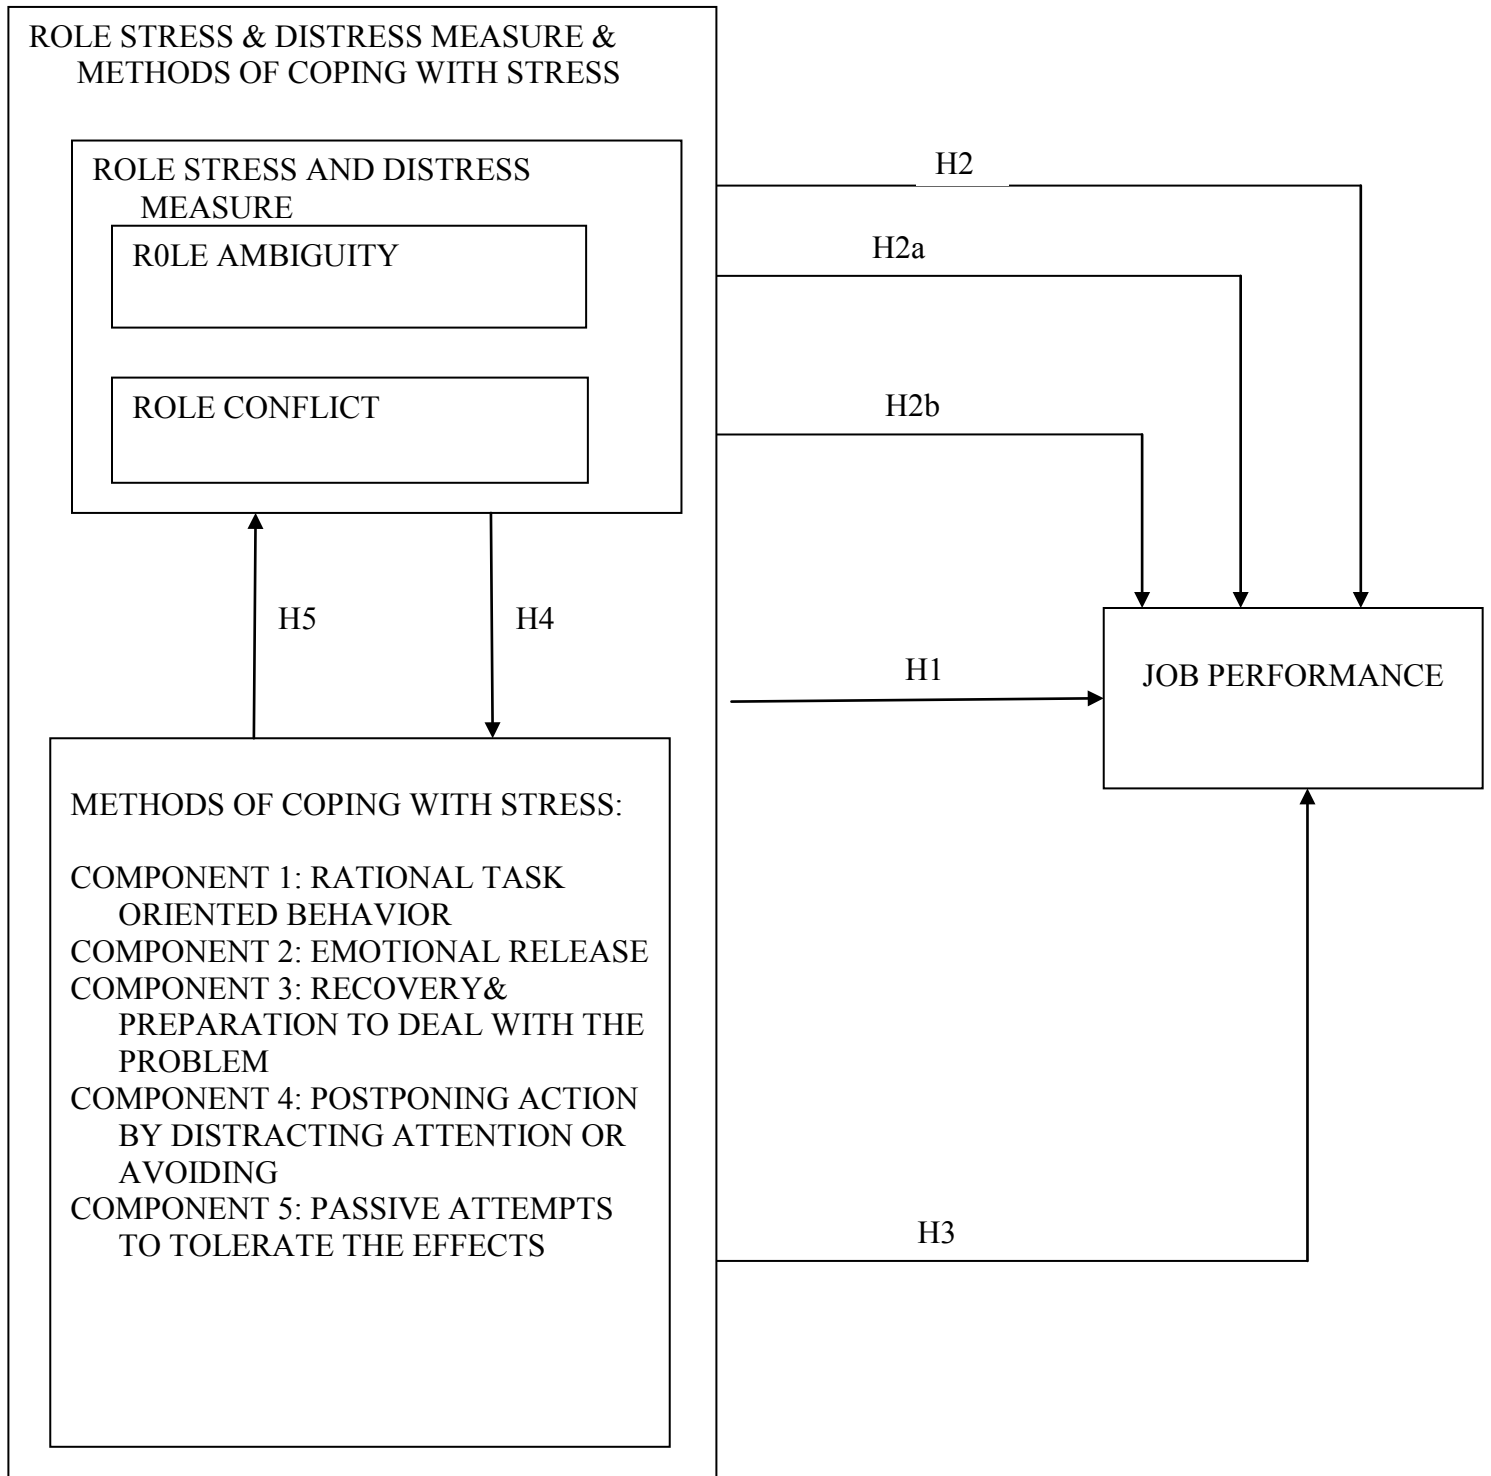 ROLE STRESS & DISTRESS MEASURE &
METHODS OF COPING WITH STRESS
ROLE STRESS AND DISTRESS
MEASURE
R0LE AMBIGUITY
ROLE CONFLICT
H2
H2a
H2b
H5
H4
H1
JOB PERFORMANCE
METHODS OF COPING WITH STRESS:
COMPONENT 1: RATIONAL TASK
ORIENTED BEHAVIOR
COMPONENT 2: EMOTIONAL RELEASE
COMPONENT 3: RECOVERY&
PREPARATION TO DEAL WITH THE
PROBLEM
COMPONENT 4: POSTPONING ACTION
BY DISTRACTING ATTENTION OR
AVOIDING
COMPONENT 5: PASSIVE ATTEMPTS
TO TOLERATE THE EFFECTS
H3